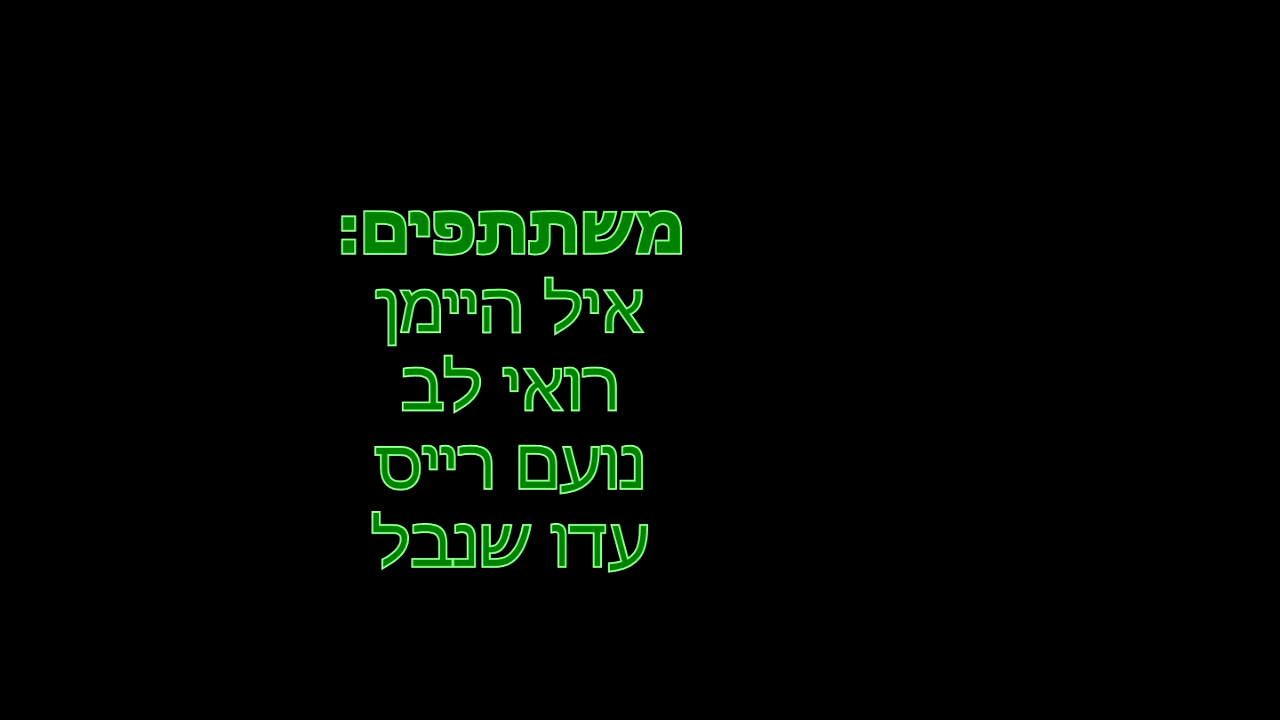 משתתפים:
איל היימן
רואי לב
נועם רייס
עדו שנבל